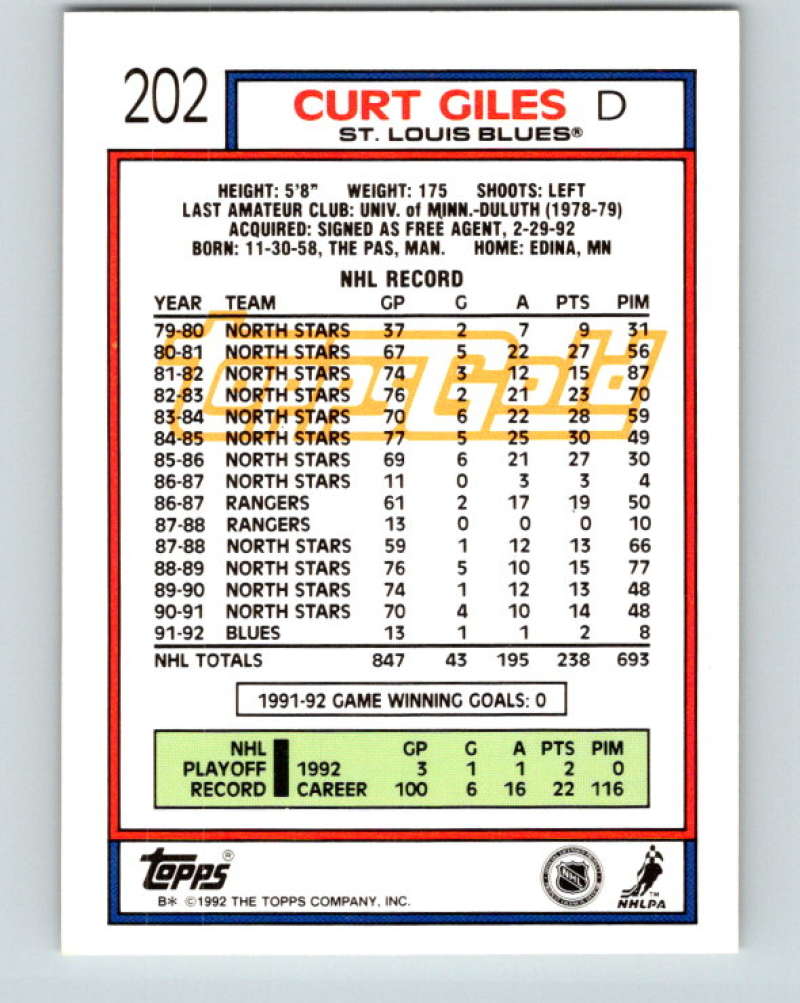 202
CURT GILES D
ST. LOUIS BLUES®
HEIGHT: 5'8" WEIGHT: 175 SHOOTS: LEFT
LAST AMATEUR CLUB: UNIV. of MINN.-DULUTH (1978-79)
ACQUIRED: SIGNED AS FREE AGENT, 2-29-92
BORN: 11-30-58, THE PAS, MAN. HOME: EDINA, MN
NHL RECORD
YEAR TEAM GP G A PTS PIM
79-80 NORTH STARS 37 2 7 9 31
80-81 NORTH STARS 67 5 22 27 56
81-82 NORTH STARS 74 3 12 15 87
82-83 NORTH STARS 76 2 21 23 70
83-84 NORTH STARS 70 6 22 28 59
84-85 NORTH STARS 77 5 25 30 49
85-86 NORTH STARS 69 6 21 27 30
86-87 NORTH STARS 11 0 3 3 4
86-87 RANGERS 61 2 17 19 50
87-88 RANGERS 13 0 0 0 10
87-88 NORTH STARS 59 1 12 13 66
88-89 NORTH STARS 76 5 10 15 77
89-90 NORTH STARS 74 1 12 13 48
90-91 NORTH STARS 70 4 10 14 48
91-92 BLUES 13 1 1 2 8
NHL TOTALS 847 43 195 238 693
ToppsGold
1991-92 GAME WINNING GOALS: 0
NHL GP G A PTS PIM
PLAYOFF 1992 3 1 1 2 0
RECORD CAREER 100 6 16 22 116
TOPPS®
B* ©1992 THE TOPPS COMPANY, INC.
NHL
™
NHLPA